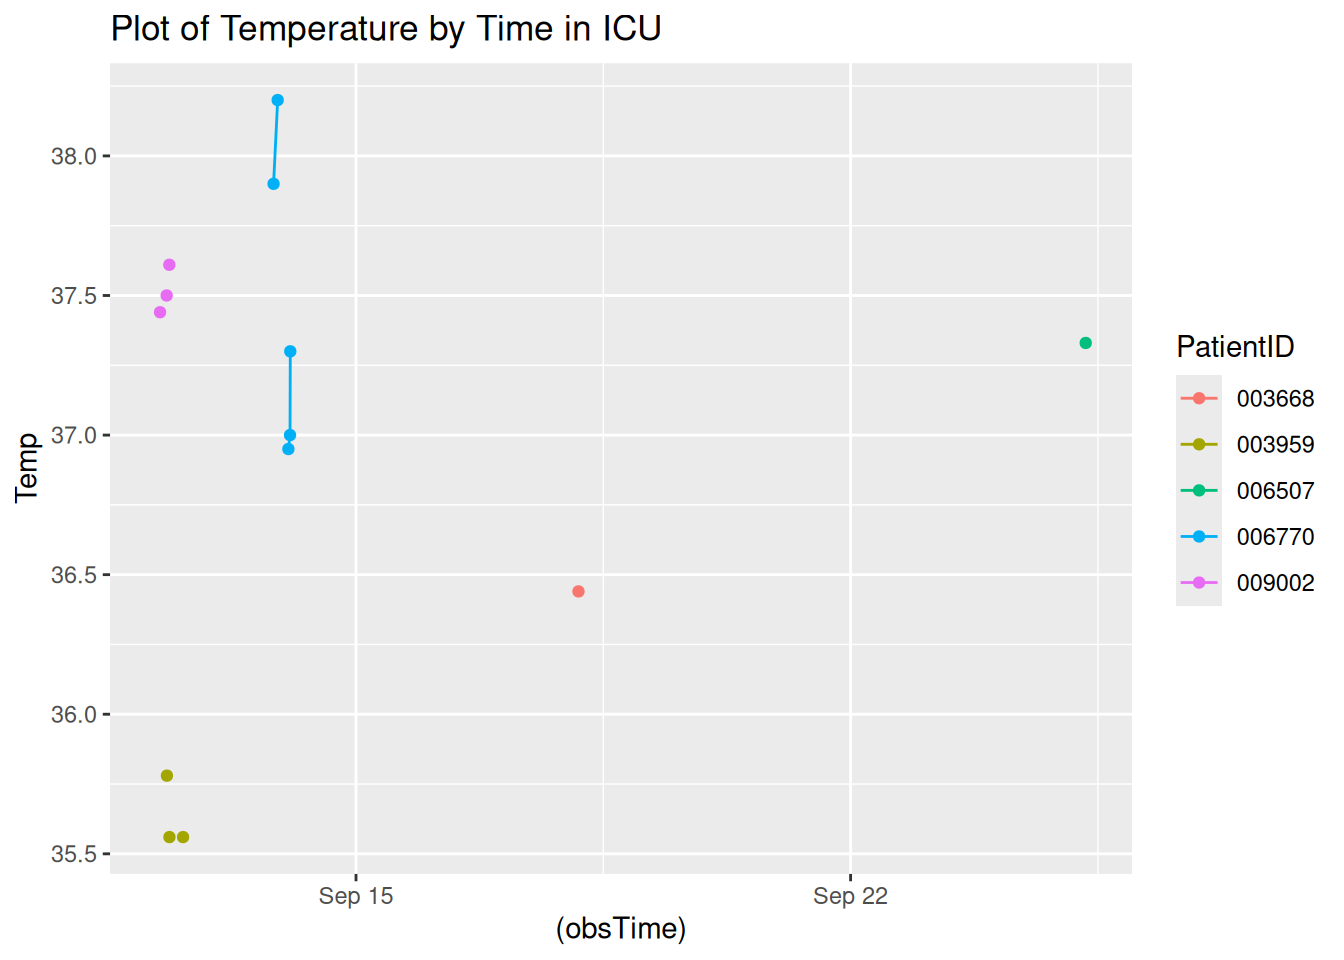 Plot of Temperature by Time in ICU
38.0
37.5
37.0
36.5
36.0
35.5
Temp
Sep 15
Sep 22
(obsTime)
PatientID
003668
003959
006507
006770
009002